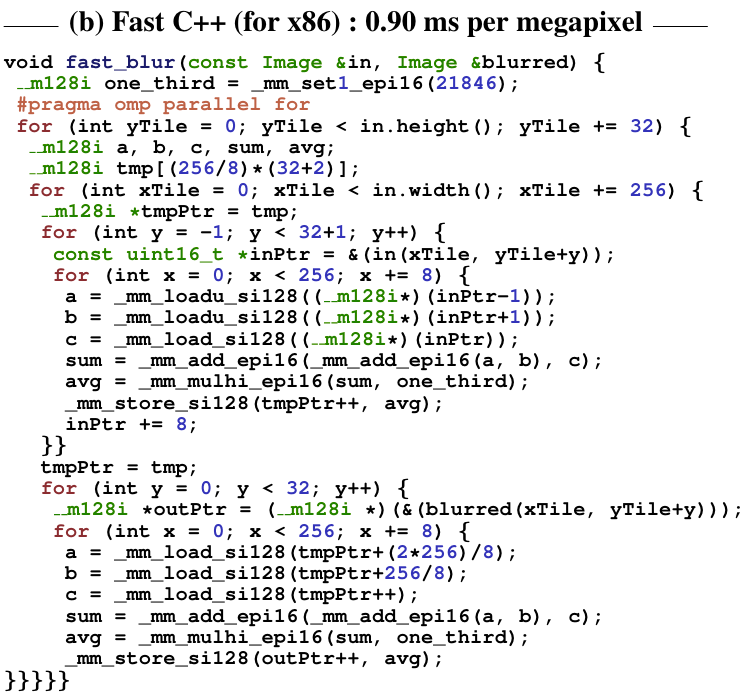 (b) Fast C++ (for x86) : 0.90 ms per megapixel
void fast_blur(const Image &in, Image &blurred) {
 __m128i one_third = _mm_set1_epi16(21846);
 #pragma omp parallel for
 for (int yTile = 0; yTile < in.height(); yTile += 32) {
  __m128i a, b, c, sum, avg;
  __m128i tmp[(256/8)*(32+2)];
  for (int xTile = 0; xTile < in.width(); xTile += 256) {
   __m128i *tmpPtr = tmp;
   for (int y = -1; y < 32+1; y++) {
    const uint16_t *inPtr = &(in(xTile, yTile+y));
    for (int x = 0; x < 256; x += 8) {
     a = _mm_loadu_si128((__m128i*)(inPtr-1));
     b = _mm_loadu_si128((__m128i*)(inPtr+1));
     c = _mm_load_si128((__m128i*)(inPtr));
     sum = _mm_add_epi16(_mm_add_epi16(a, b), c);
     avg = _mm_mulhi_epi16(sum, one_third);
     _mm_store_si128(tmpPtr++, avg);
     inPtr += 8;
   }}
   tmpPtr = tmp;
   for (int y = 0; y < 32; y++) {
    __m128i *outPtr = (__m128i *)(&(blurred(xTile, yTile+y)));
    for (int x = 0; x < 256; x += 8) {
     a = _mm_load_si128(tmpPtr+(2*256)/8);
     b = _mm_load_si128(tmpPtr+256/8);
     c = _mm_load_si128(tmpPtr++);
     sum = _mm_add_epi16(_mm_add_epi16(a, b), c);
     avg = _mm_mulhi_epi16(sum, one_third);
     _mm_store_si128(outPtr++, avg);
}}}}}